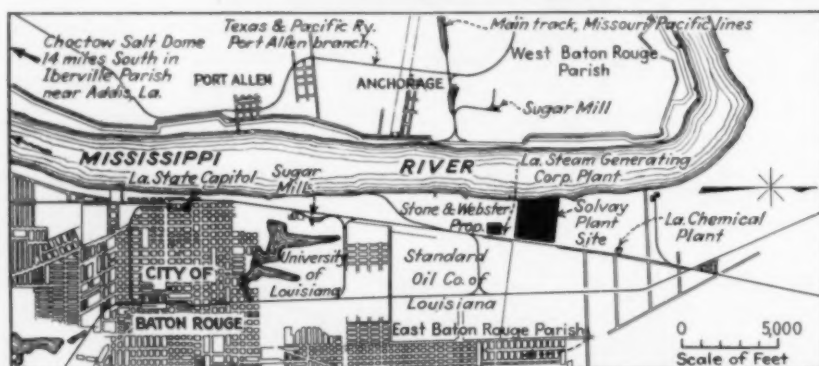 Choctow Salt Dome
14 miles South in
Iberville Parish
near Addis, La.
Texas & Pacific Ry.
Port Allen branch
PORT ALLEN
ANCHORAGE
Main track, Missouri Pacific lines
West Baton Rouge
Parish
Sugar Mill
MISSISSIPPI
RIVER
La. State Capitol
Sugar
Mill
La. Steam Generating
Corp. Plant
Stone & Webster
Prop.
Solvay
Plant
Site
La. Chemical
Plant
CITY OF
BATON ROUGE
University
of
Louisiana
Standard
Oil Co. of
Louisiana
East Baton Rouge Parish
0 5,000
Scale of Feet